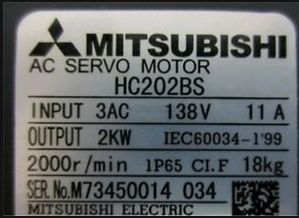 MITSUBISHI
AC SERVO MOTOR
HC202BS
INPUT 3AC 138V 11A
OUTPUT 2KW IEC60034-1'99
2000r/min IP65 CI.F 18kg
SER.No.M73450014 034
MITSUBISHI ELECTRIC